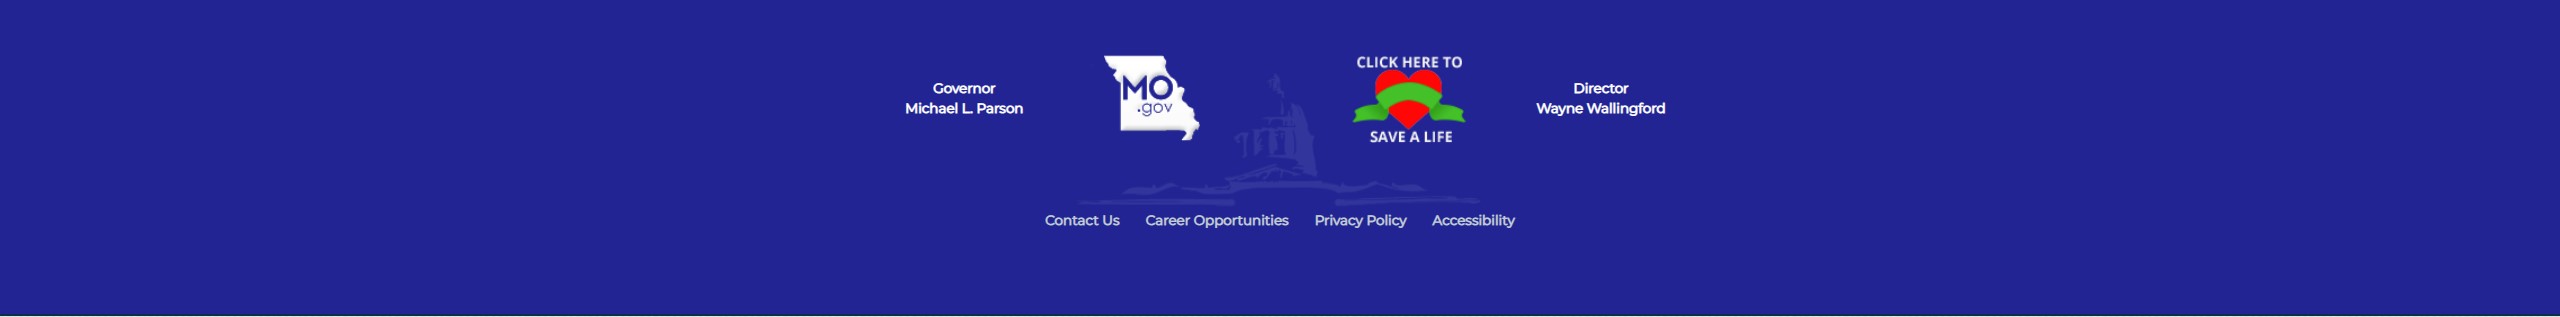 Governor
Michael L. Parson
MO
.gov
CLICK HERE TO
SAVE A LIFE
Director
Wayne Wallingford
Contact Us
Career Opportunities
Privacy Policy
Accessibility